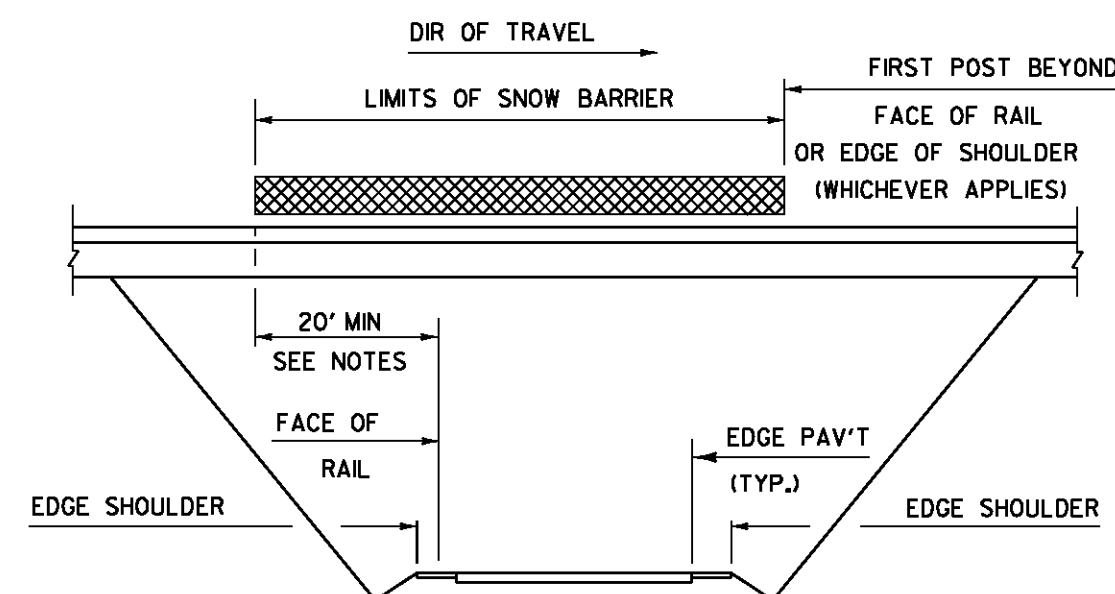 DIR OF TRAVEL
FIRST POST BEYOND
LIMITS OF SNOW BARRIER
FACE OF RAIL
OR EDGE OF SHOULDER
(WHICHEVER APPLIES)
20' MIN
SEE NOTES
FACE OF
RAIL
EDGE PAV'T
(TYP.)
EDGE SHOULDER
EDGE SHOULDER